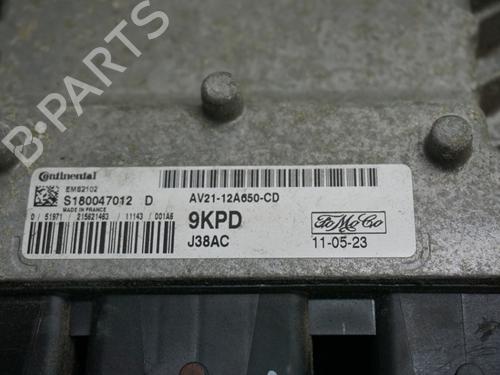 Continental
EMS2102
S180047012 D
MADE IN FRANCE
0 / 51971 / 215621463 / 11143 / 001A6
AV21-12A650-CD
9KPD
J38AC
FoMoCo
11-05-23
B-PARTS